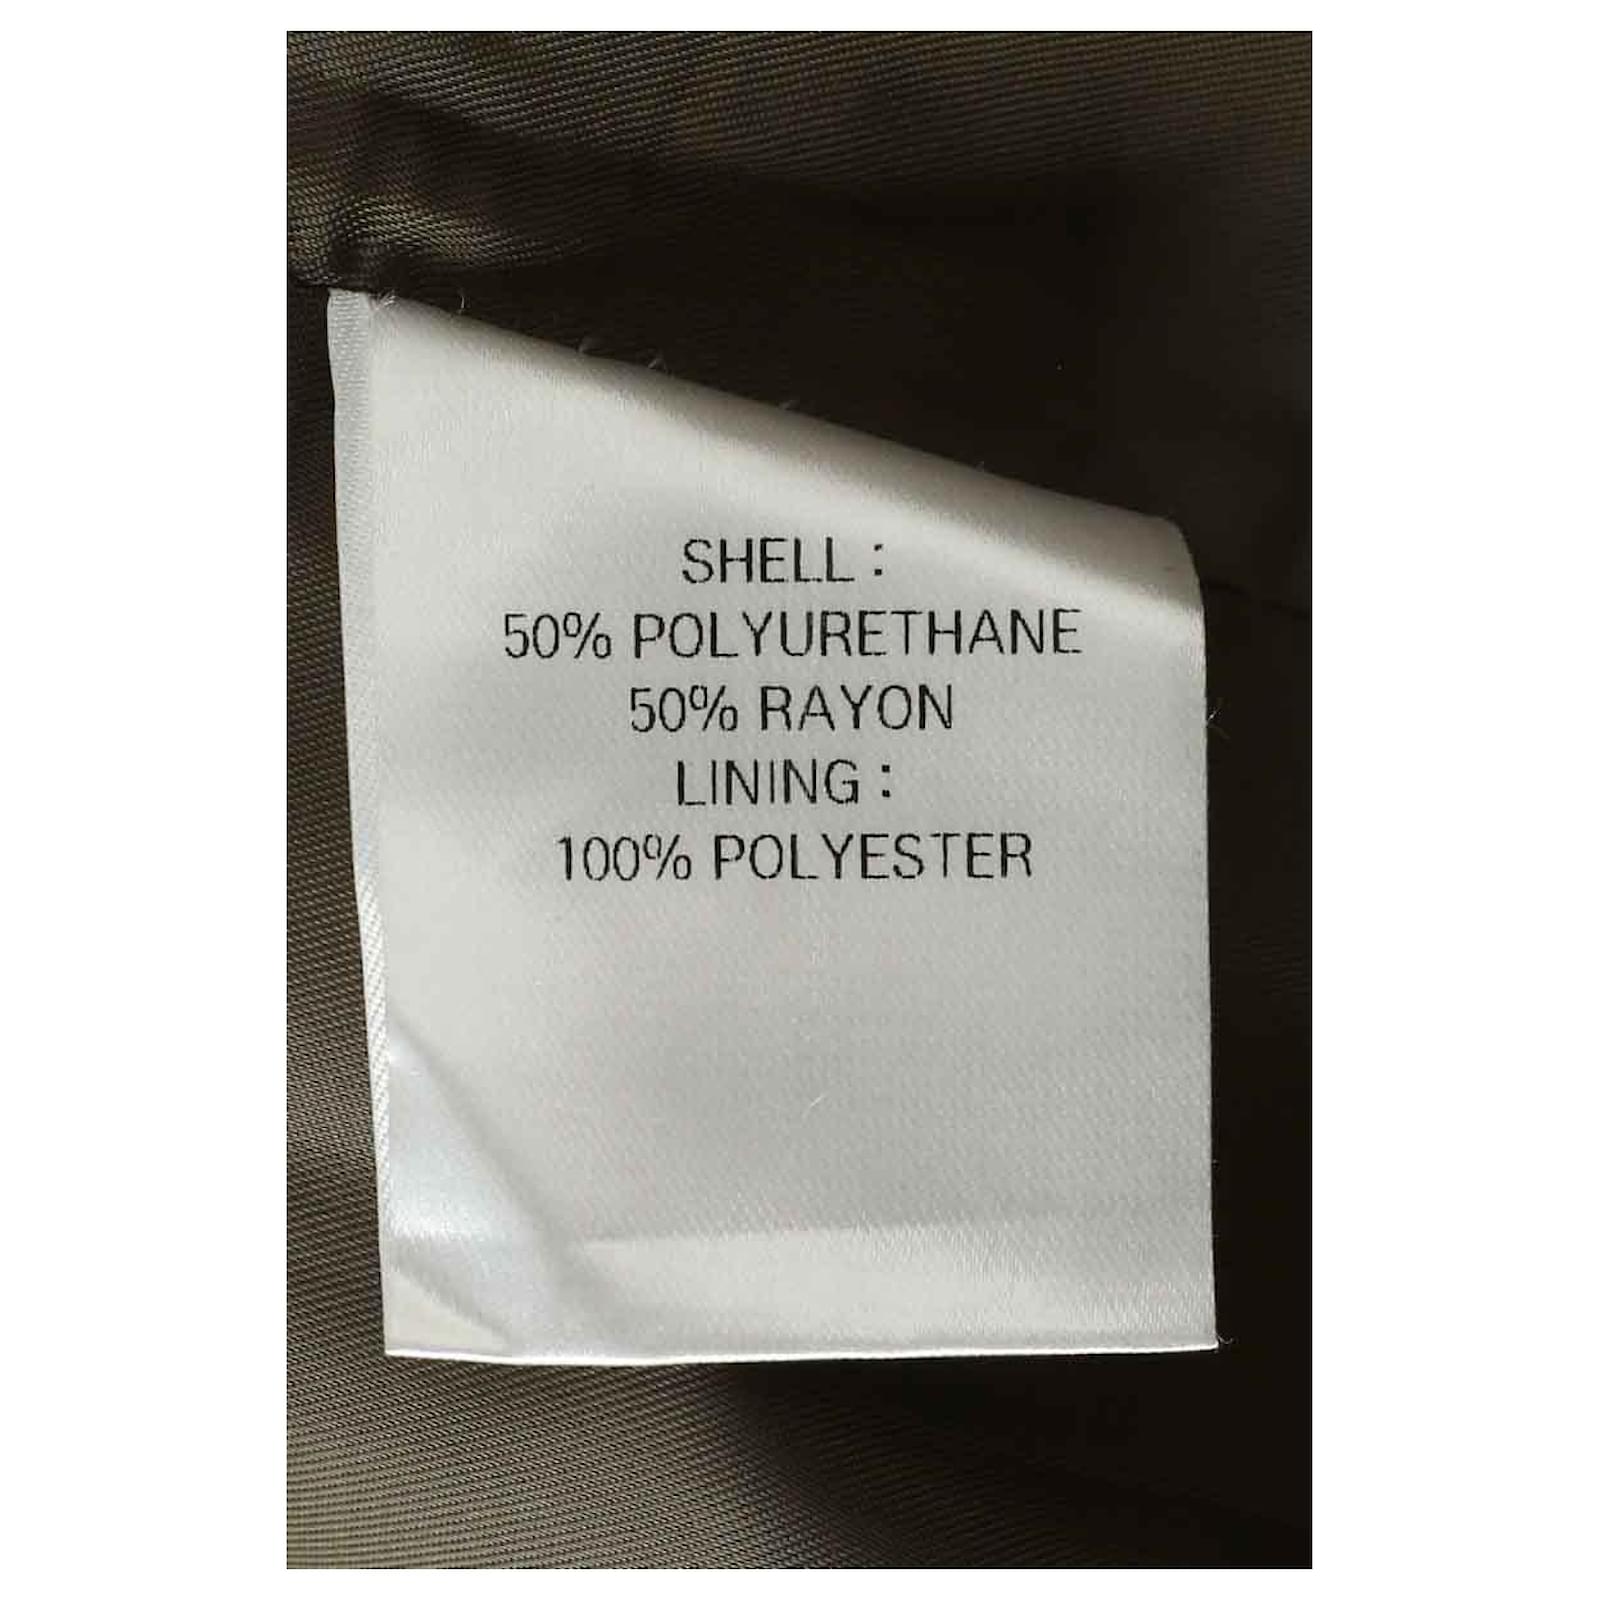 SHELL :
50% POLYURETHANE
50% RAYON
LINING :
100% POLYESTER